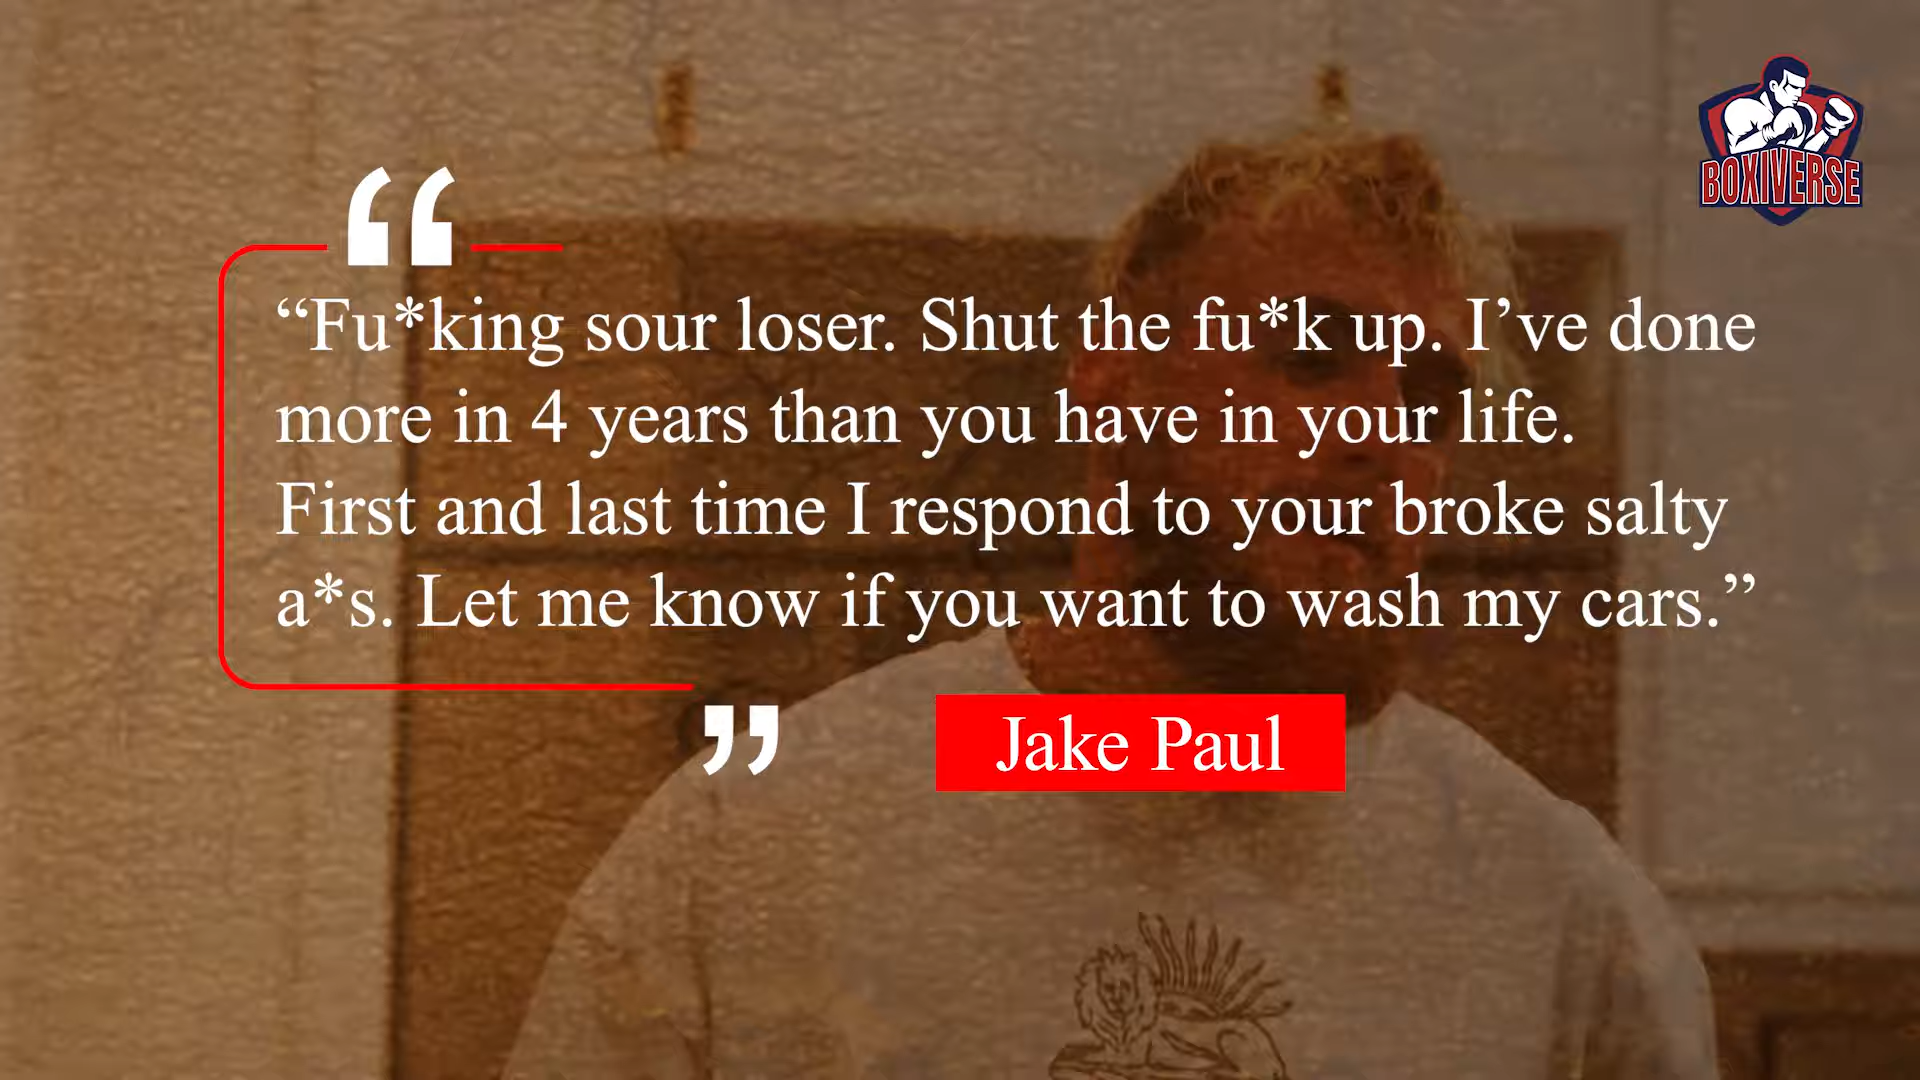 BOXIVERSE
“
“Fu*king sour loser. Shut the fu*k up. I’ve done
more in 4 years than you have in your life.
First and last time I respond to your broke salty
a*s. Let me know if you want to wash my cars.”
”
Jake Paul